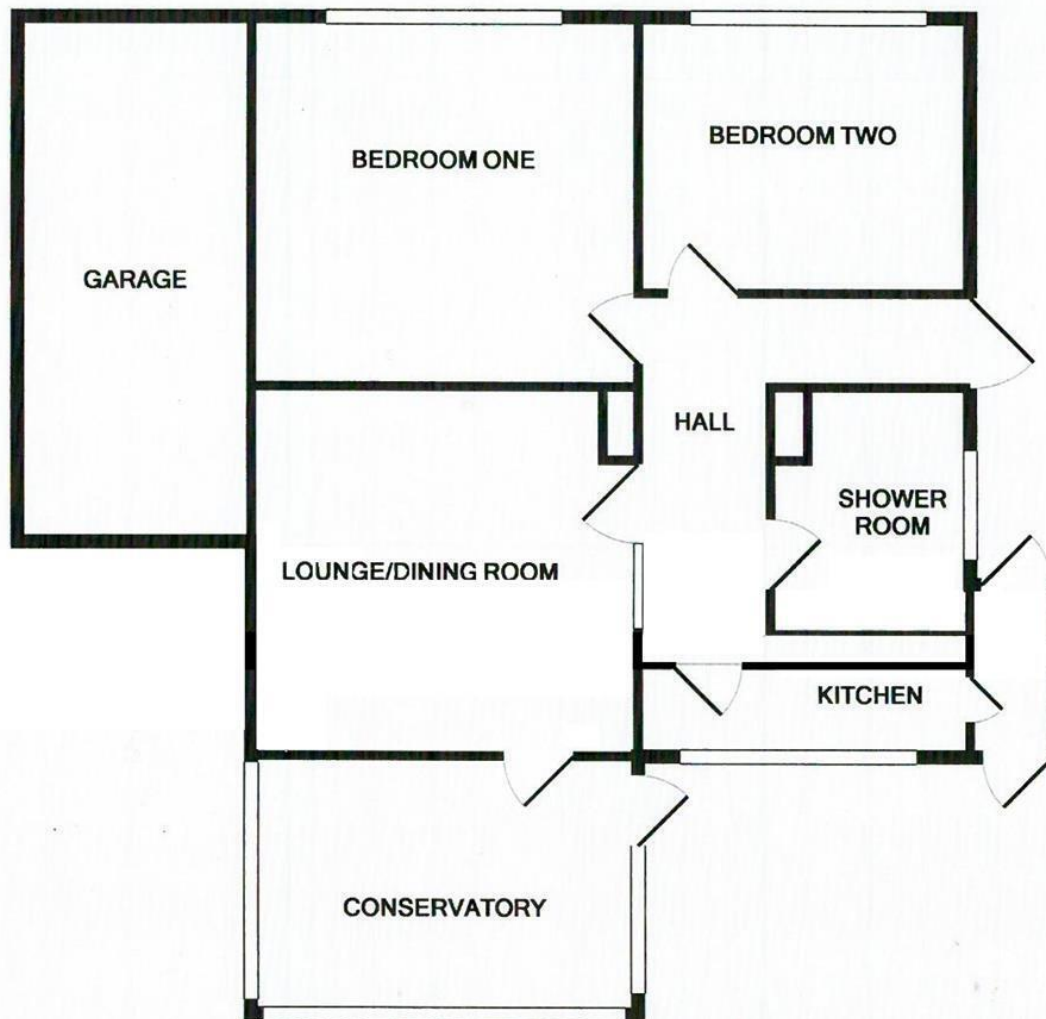 BEDROOM ONE
BEDROOM TWO
GARAGE
HALL
SHOWER
ROOM
LOUNGE/DINING ROOM
KITCHEN
CONSERVATORY